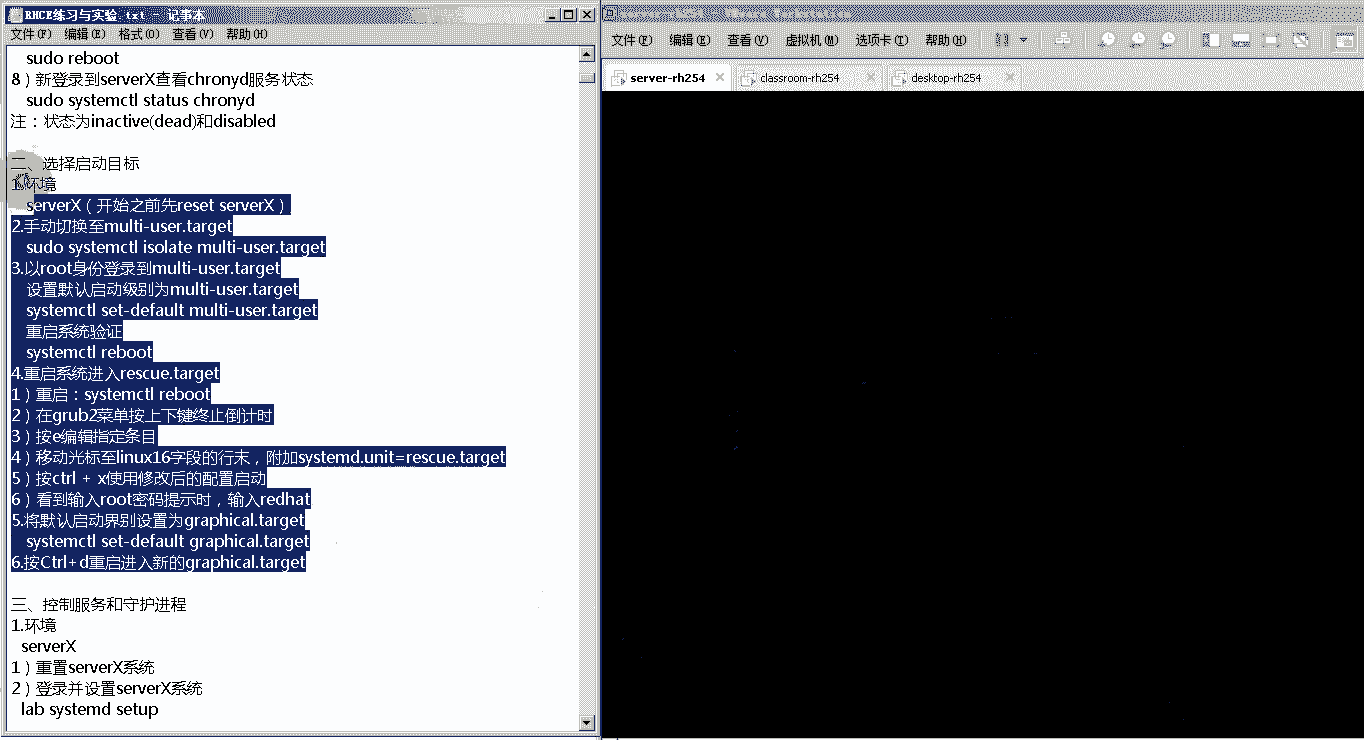 RHCE练习与实验.txt - 记事本
文件(F) 编辑(E) 格式(O) 查看(V) 帮助(H)
sudo reboot
8）新登录到serverX查看chronyd服务状态
sudo systemctl status chronyd
注：状态为inactive(dead)和disabled
二、选择启动目标
1.环境
serverX（开始之前先reset serverX）
2.手动切换至multi-user.target
sudo systemctl isolate multi-user.target
3.以root身份登录到multi-user.target
设置默认启动级别为multi-user.target
systemctl set-default multi-user.target
重启系统验证
systemctl reboot
4.重启系统进入rescue.target
1）重启：systemctl reboot
2）在grub2菜单按上下键终止倒计时
3）按e编辑指定条目
4）移动光标至linux16字段的行末，附加systemd.unit=rescue.target
5）按ctrl + x使用修改后的配置启动
6）看到输入root密码提示时，输入redhat
5.将默认启动界别设置为graphical.target
systemctl set-default graphical.target
6.按Ctrl+d重启进入新的graphical.target
三、控制服务和守护进程
1.环境
serverX
1）重置serverX系统
2）登录并设置serverX系统
lab systemd setup
文件(F) 编辑(E) 查看(V) 虚拟机(M) 选项卡(T) 帮助(H)
server-rh254 classroom-rh254 desktop-rh254